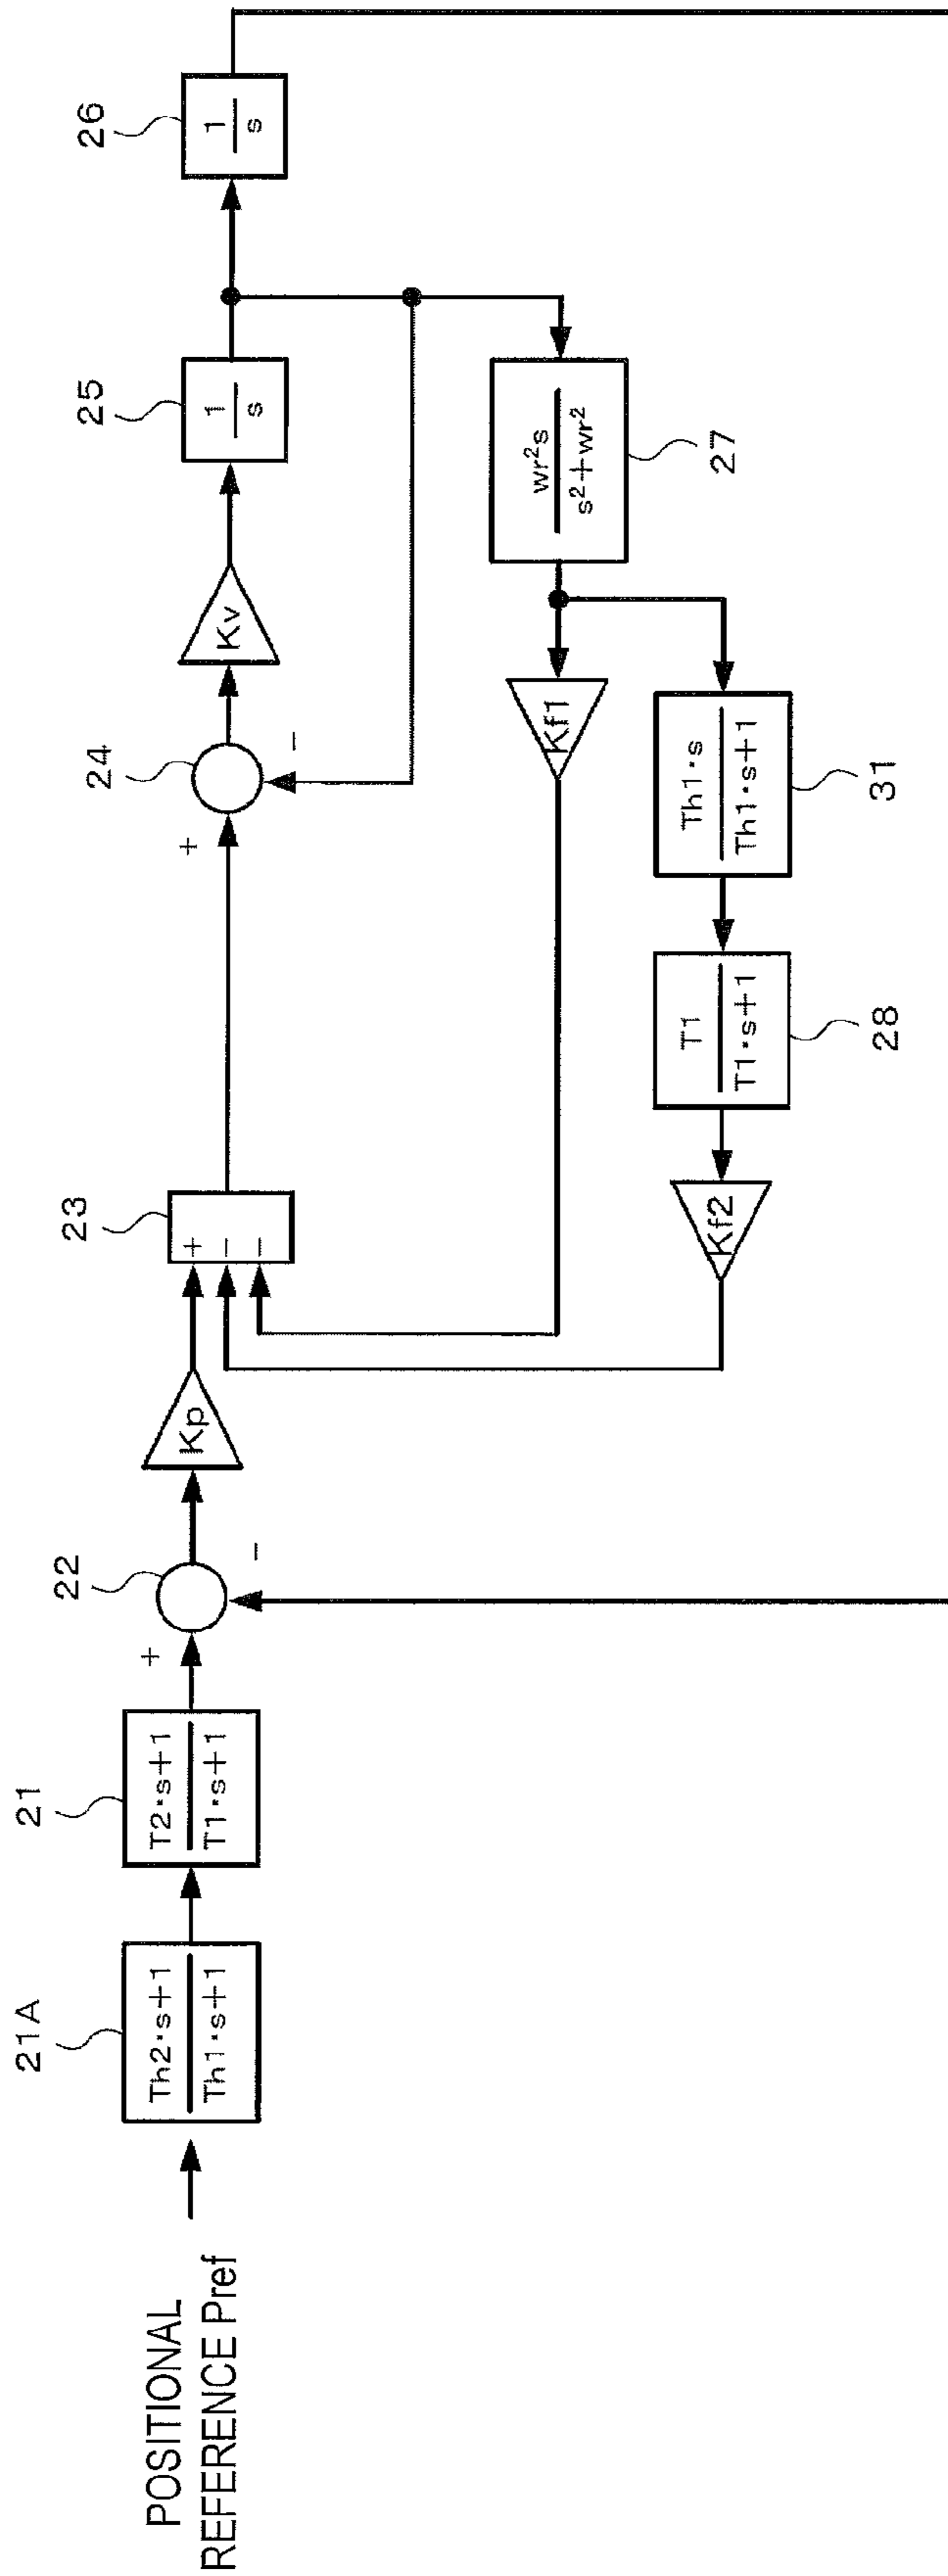 POSITIONAL
REFERENCE Pref
21A
Th2·s+1
Th1·s+1
21
T2·s+1
T1·s+1
22
+
-
Kp
23
+
-
-
24
+
-
Kv
25
1
s
26
1
s
wr²s
s²+wr²
27
Kf1
Th1·s
Th1·s+1
31
T1
T1·s+1
28
Kf2